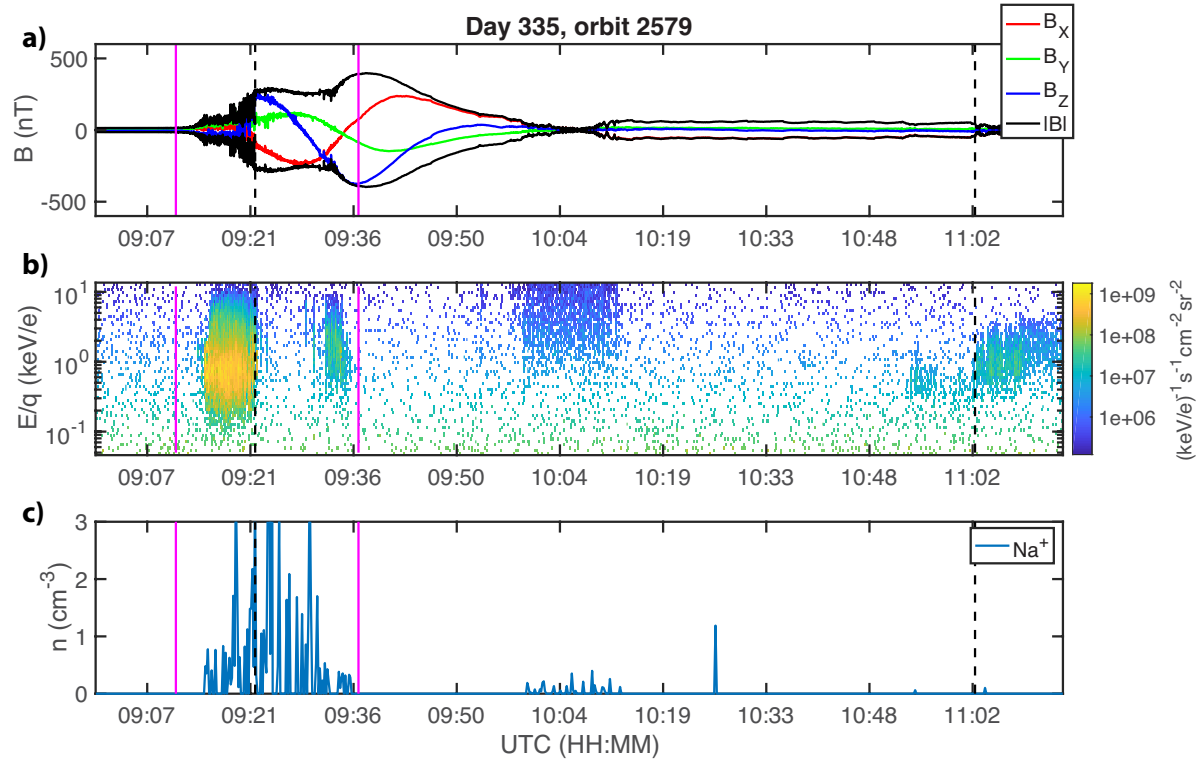 Day 335, orbit 2579
a)
B_X
B_Y
B_Z
|B|
500
0
-500
B (nT)
09:07 09:21 09:36 09:50 10:04 10:19 10:33 10:48 11:02
b)
10^1
10^0
10^-1
E/q (keV/e)
1e+09
1e+08
1e+07
1e+06
(keV/e)^-1 s^-1 cm^-2 sr^-2
09:07 09:21 09:36 09:50 10:04 10:19 10:33 10:48 11:02
c)
Na^+
3
2
1
0
n (cm^-3)
09:07 09:21 09:36 09:50 10:04 10:19 10:33 10:48 11:02
UTC (HH:MM)